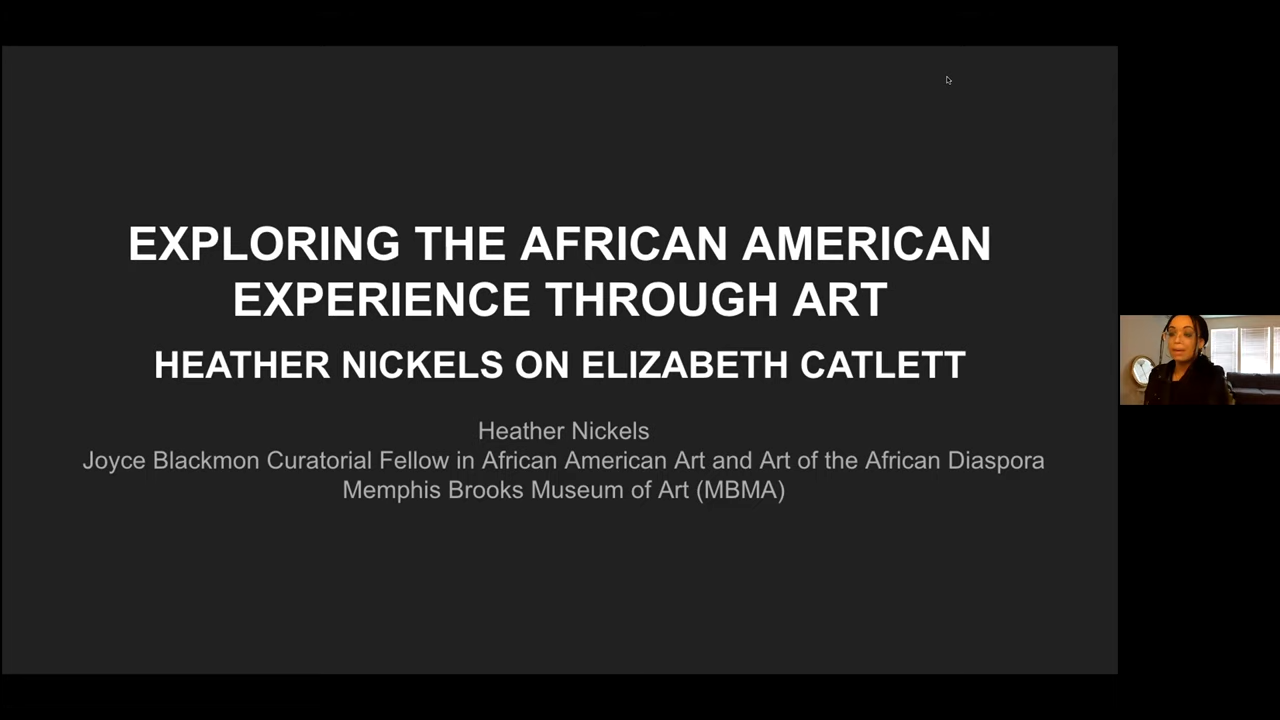 EXPLORING THE AFRICAN AMERICAN
EXPERIENCE THROUGH ART
HEATHER NICKELS ON ELIZABETH CATLETT
Heather Nickels
Joyce Blackmon Curatorial Fellow in African American Art and Art of the African Diaspora
Memphis Brooks Museum of Art (MBMA)